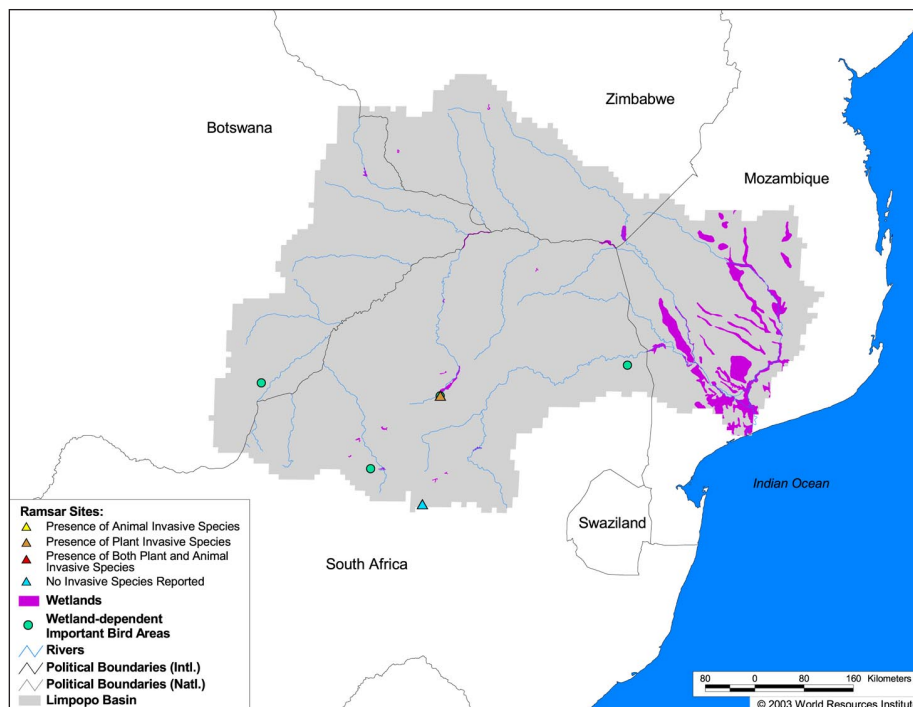 Zimbabwe
Botswana
Mozambique
Indian Ocean
Swaziland
South Africa
Ramsar Sites:
Presence of Animal Invasive Species
Presence of Plant Invasive Species
Presence of Both Plant and Animal
Invasive Species
No Invasive Species Reported
Wetlands
Wetland-dependent
Important Bird Areas
Rivers
Political Boundaries (Intl.)
Political Boundaries (Natl.)
Limpopo Basin
80 0 80 160 Kilometers
© 2003 World Resources Institut